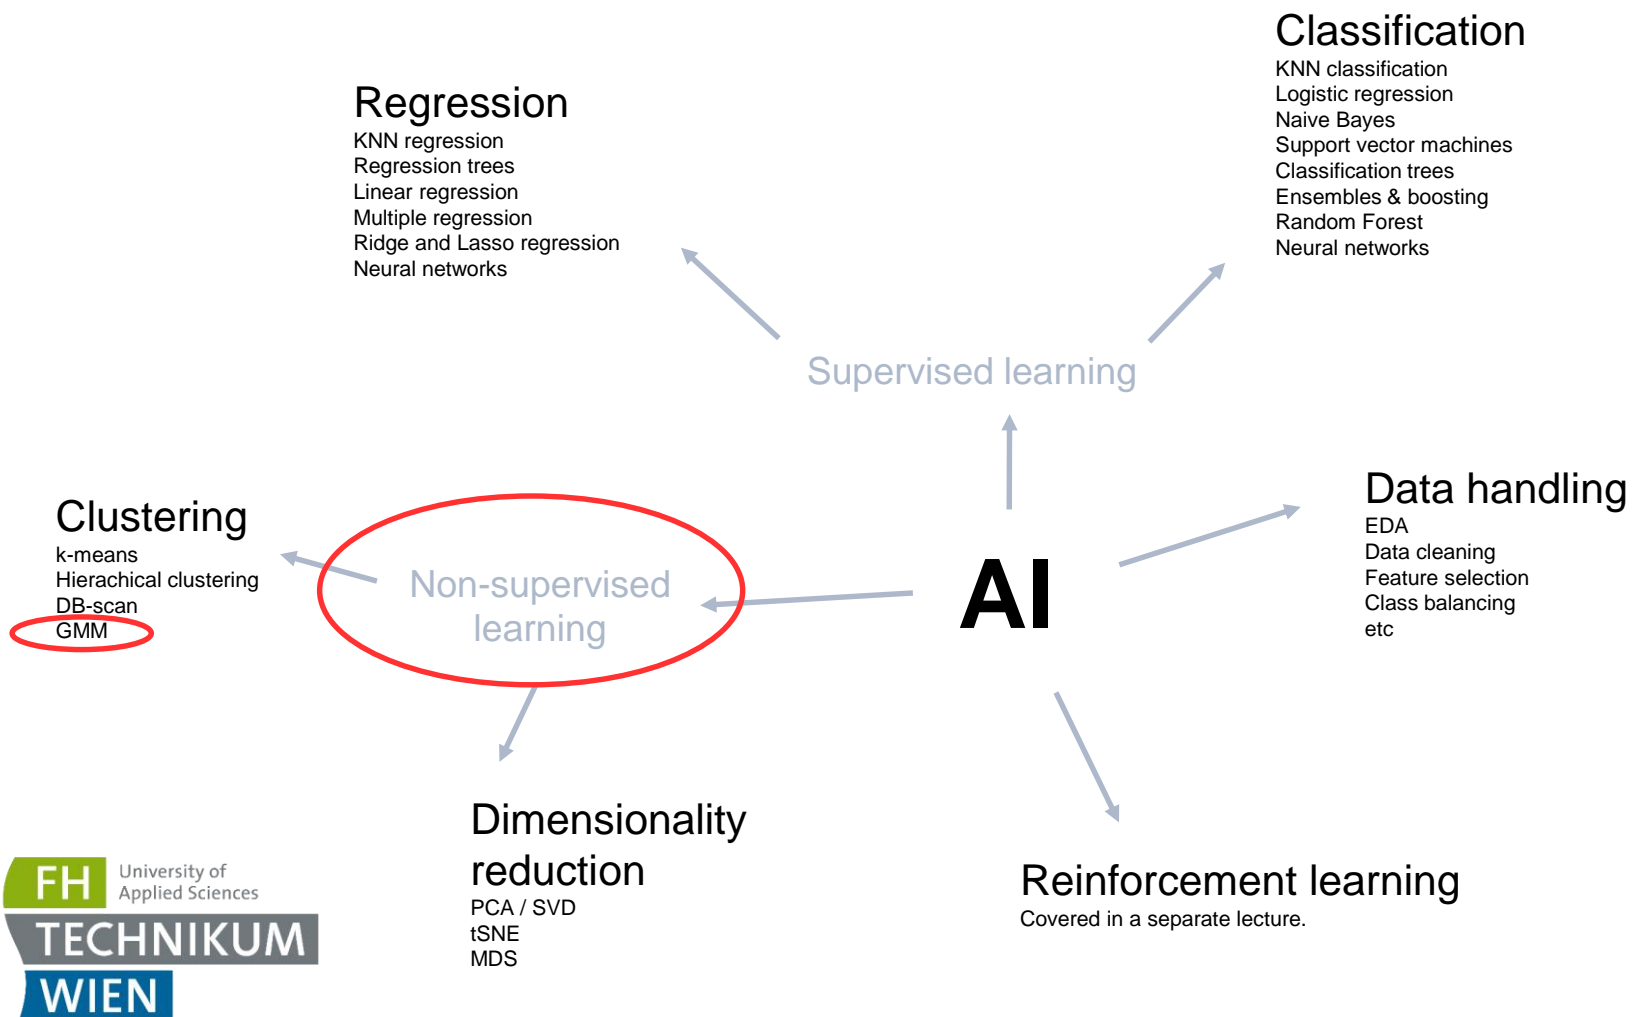 Classification
KNN classification
Logistic regression
Naive Bayes
Support vector machines
Classification trees
Ensembles & boosting
Random Forest
Neural networks
Regression
KNN regression
Regression trees
Linear regression
Multiple regression
Ridge and Lasso regression
Neural networks
Supervised learning
Data handling
EDA
Data cleaning
Feature selection
Class balancing
etc
Clustering
k-means
Hierachical clustering
DB-scan
GMM
Non-supervised
learning
AI
Dimensionality
reduction
PCA / SVD
tSNE
MDS
Reinforcement learning
Covered in a separate lecture.
FH
University of
Applied Sciences
TECHNIKUM
WIEN